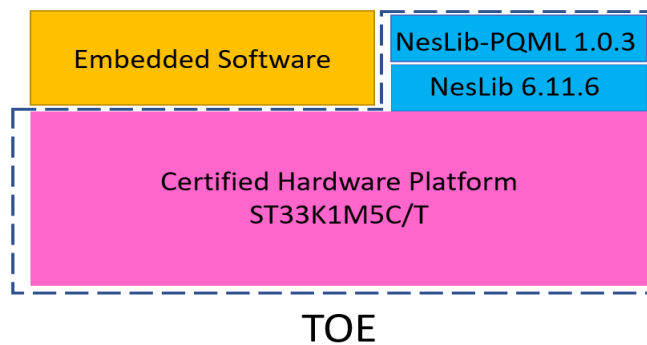 NesLib-PQML 1.0.3
Embedded Software
NesLib 6.11.6
Certified Hardware Platform
ST33K1M5C/T
TOE